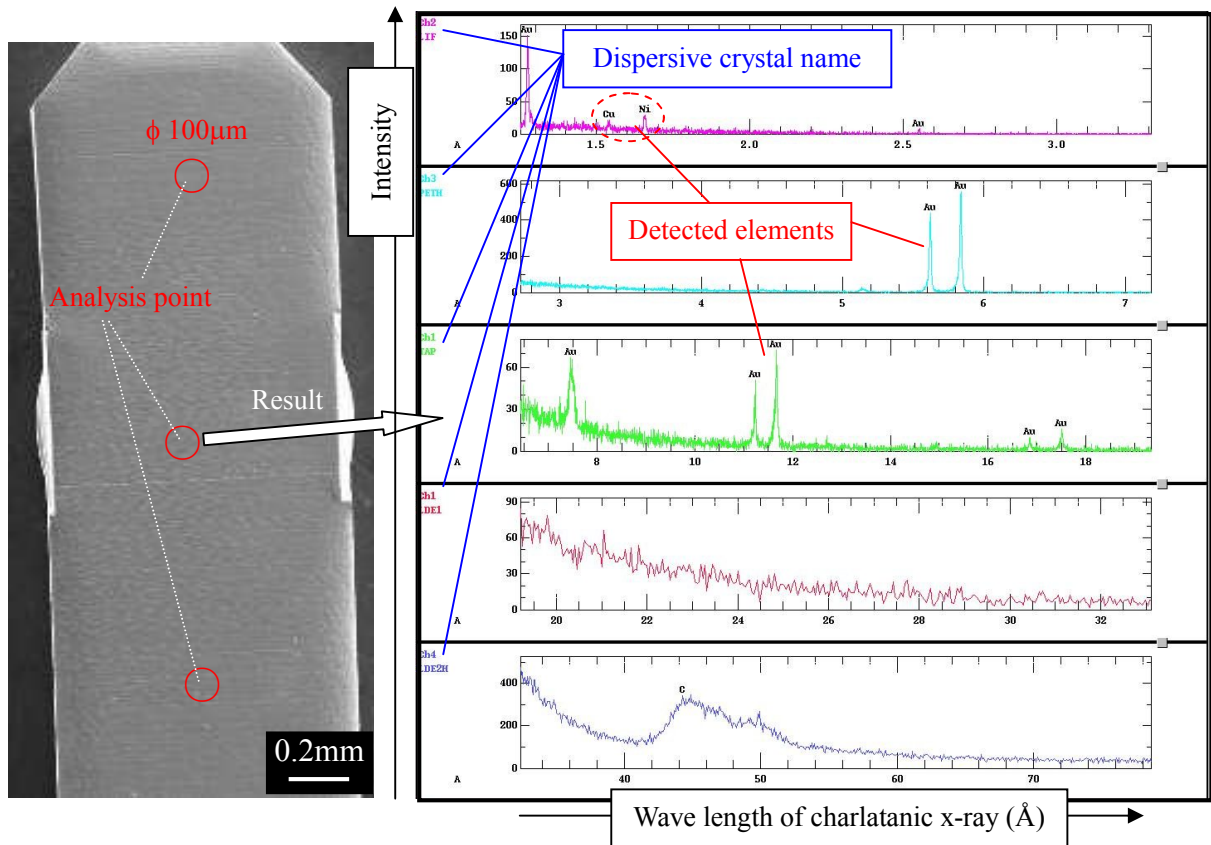 φ 100μm
Analysis point
Result
0.2mm
Intensity
Dispersive crystal name
Detected elements
Ch2
LIF
150
100
50
0
Au
Cu
Ni
Au
A
1.5
2.0
2.5
3.0
Ch3
PETH
600
400
200
0
Au
Au
A
3
4
5
6
7
Ch1
TAP
60
30
0
Au
Au
Au
Au
Au
A
8
10
12
14
16
18
Ch1
LDE1
90
60
30
0
A
20
22
24
26
28
30
32
Ch4
LDE2H
400
200
0
C
A
40
50
60
70
Wave length of charlatanic x-ray (Å)